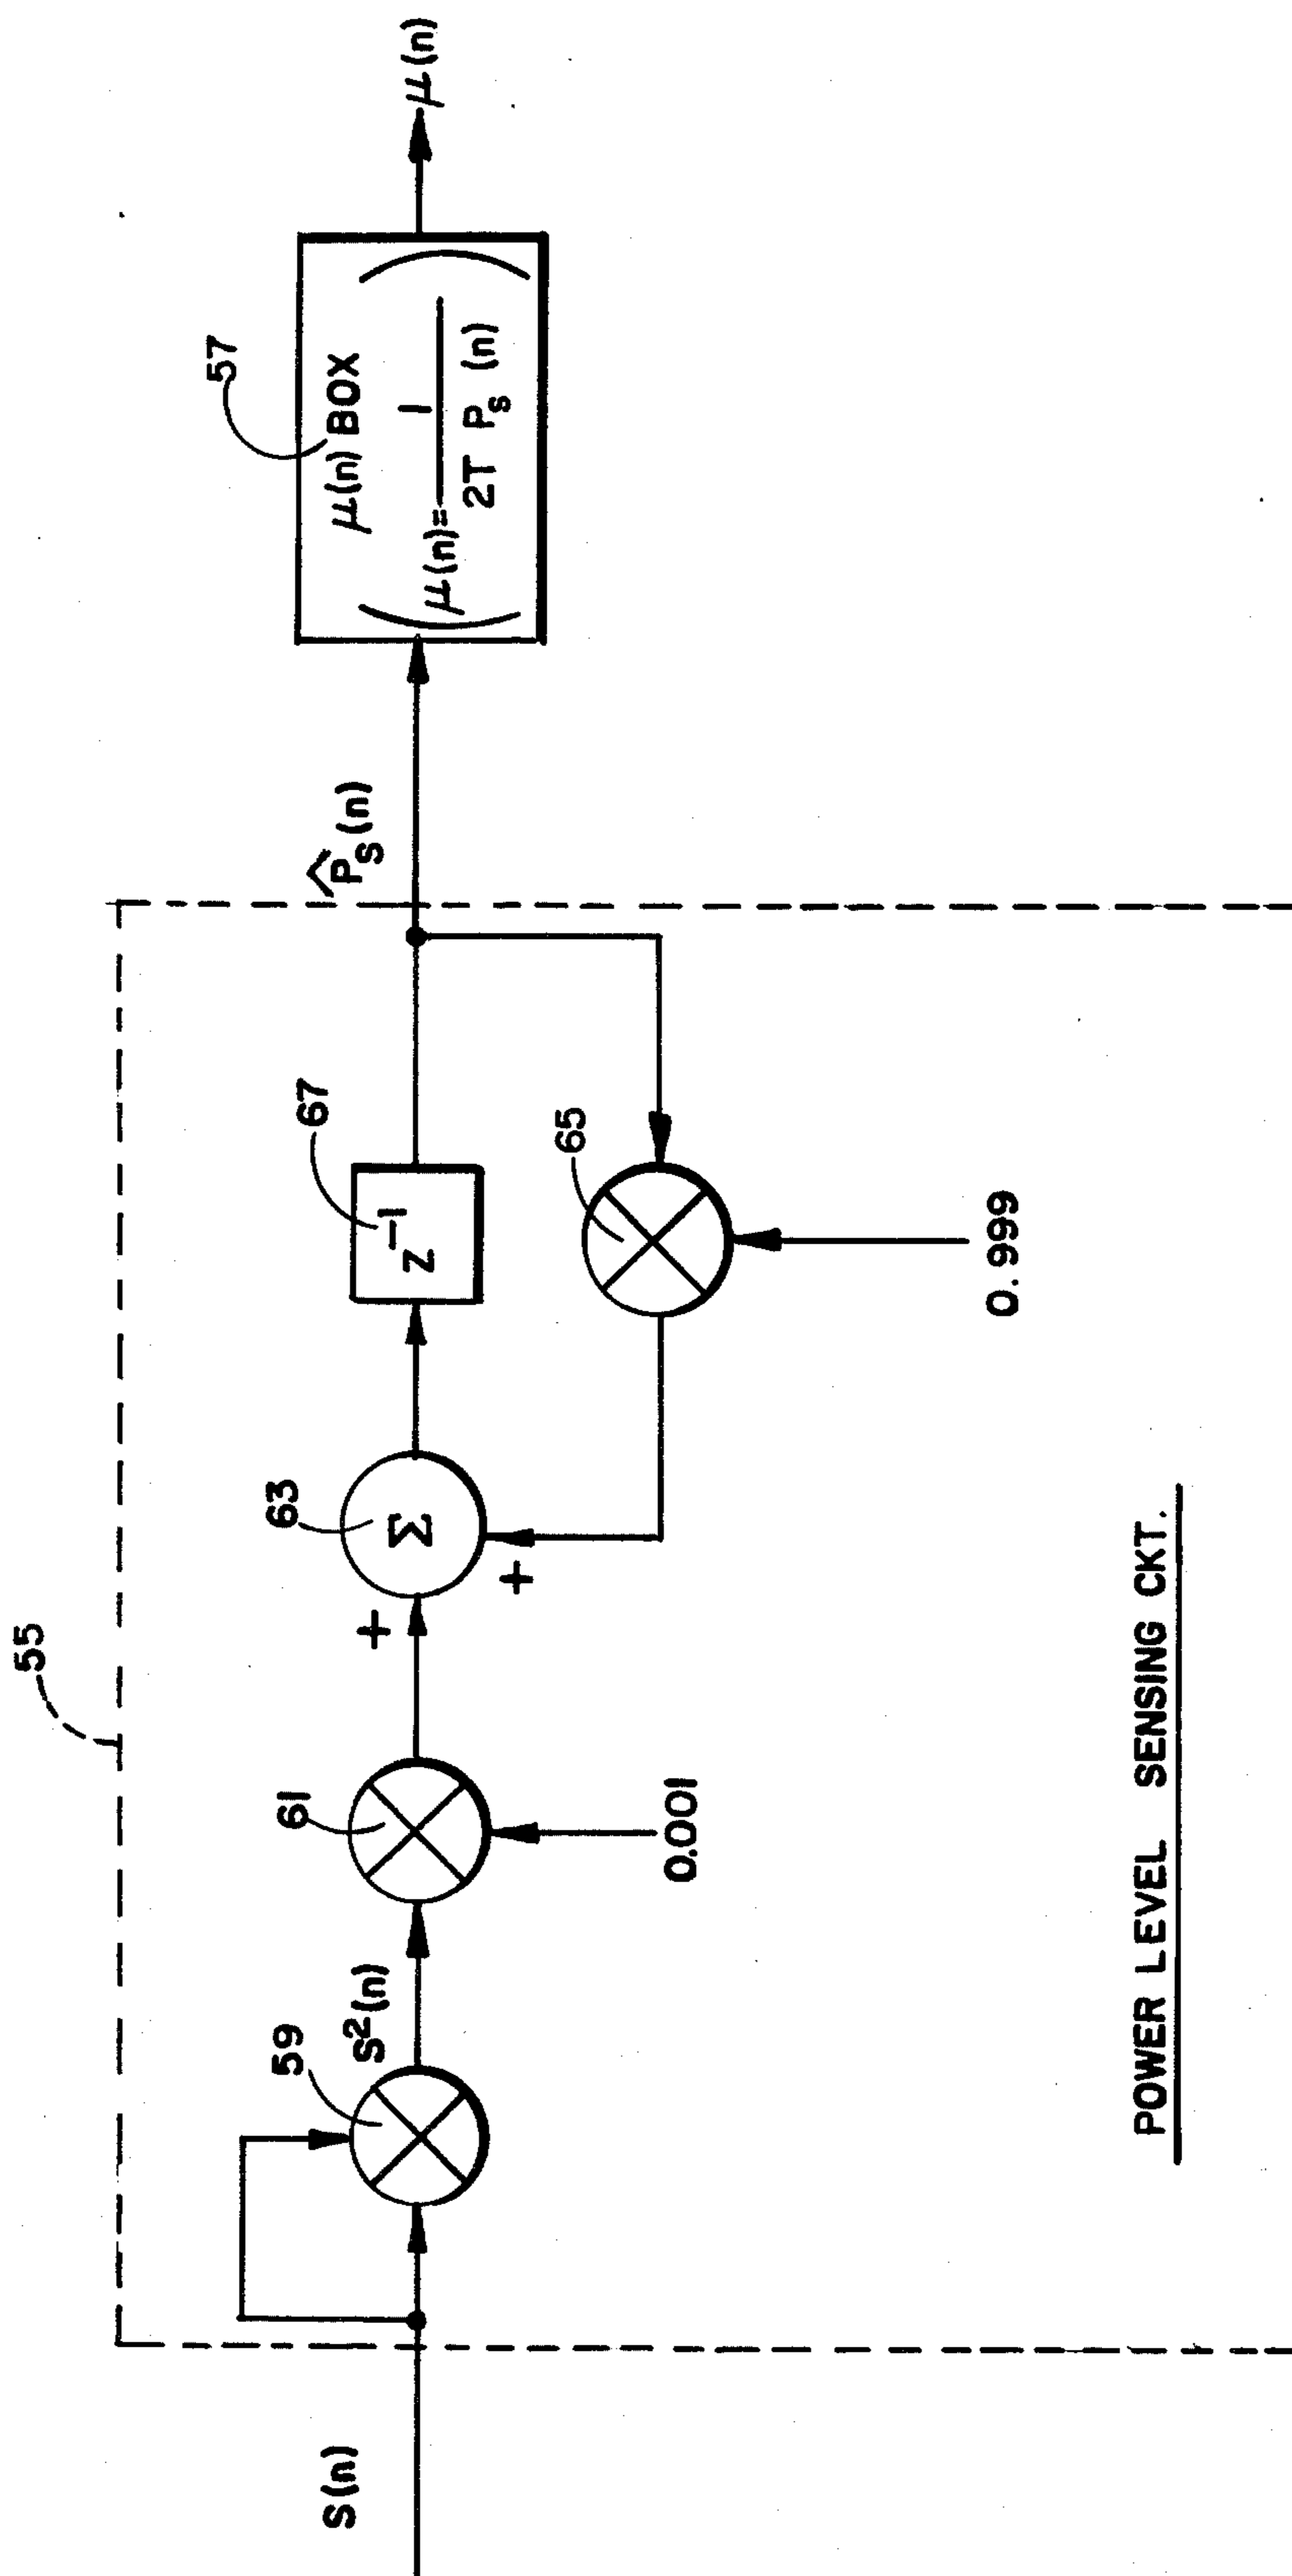 55
S(n)
59
S²(n)
61
0.001
+
63
Σ
+
67
z⁻¹
65
0.999
P̂ₛ(n)
57
μ(n) BOX
(μ(n)= 1 / 2T Pₛ (n))
μ(n)
POWER LEVEL SENSING CKT.